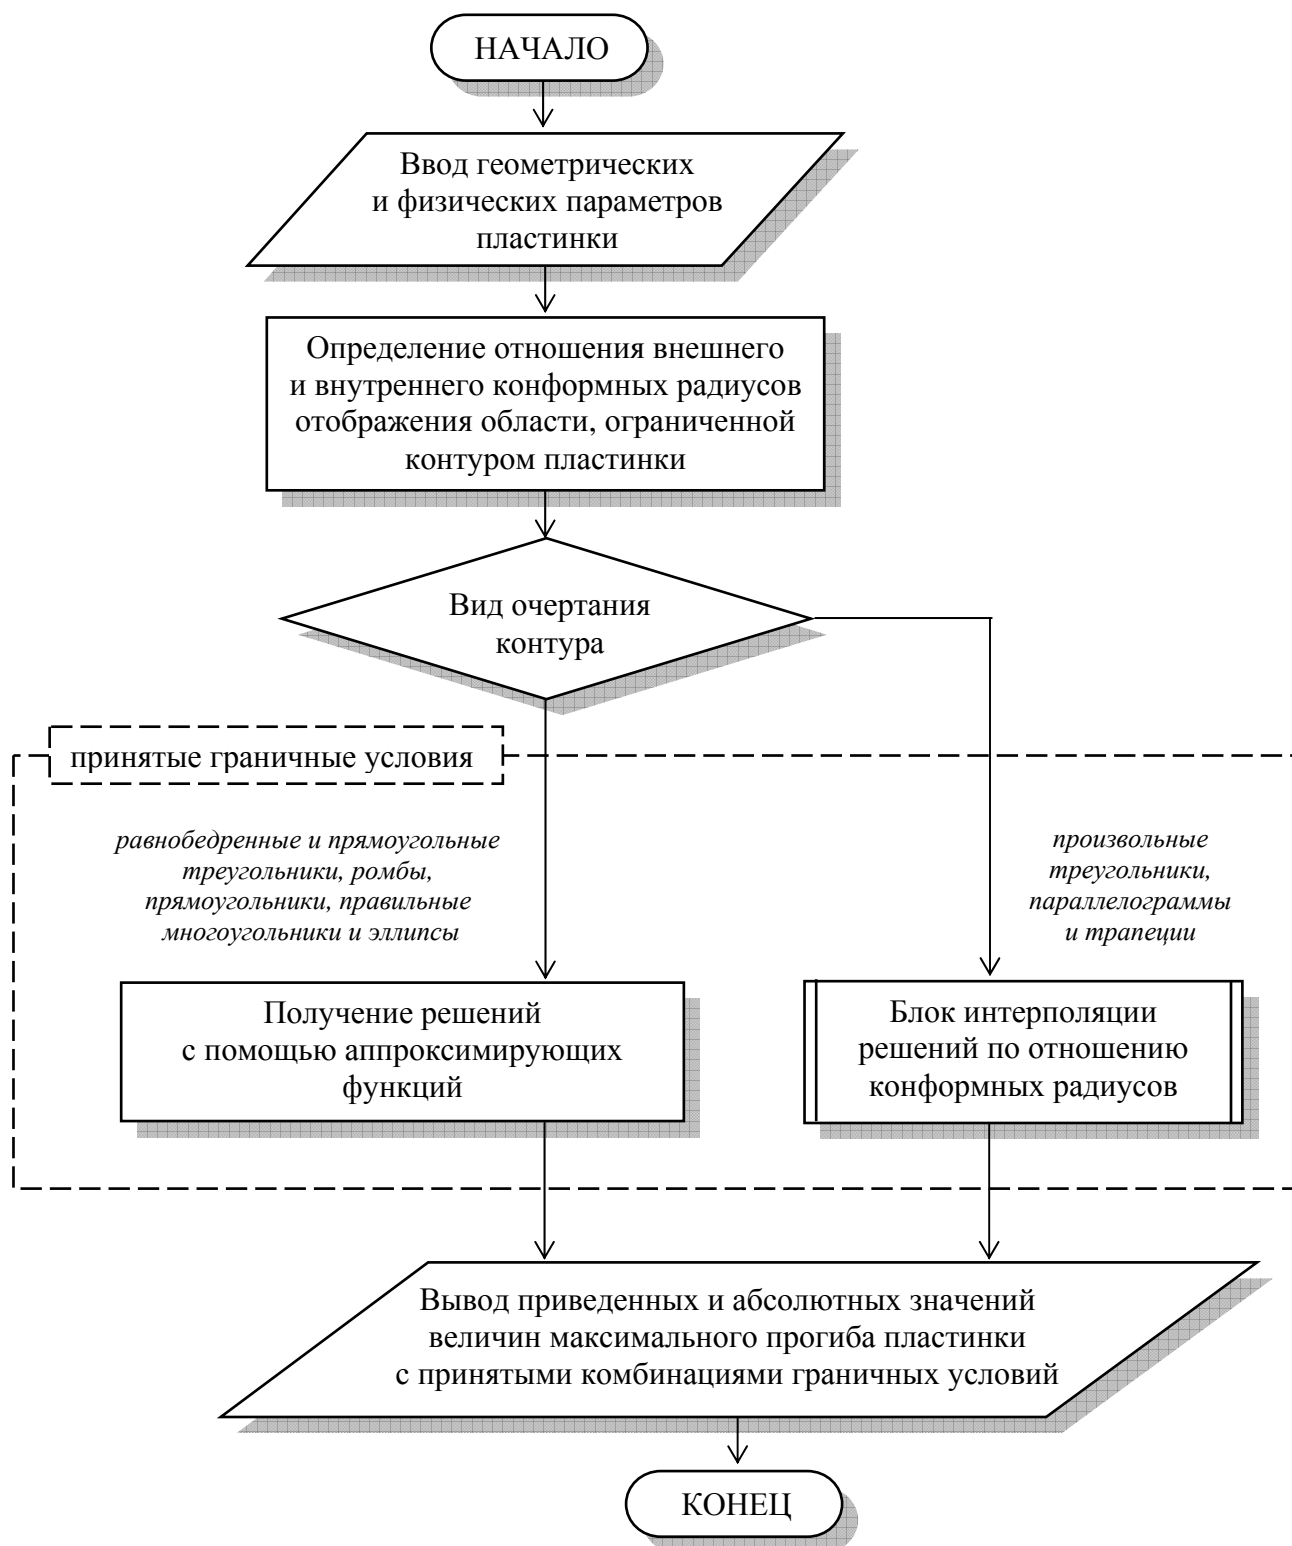 НАЧАЛО
Ввод геометрических
и физических параметров
пластинки
Определение отношения внешнего
и внутреннего конформных радиусов
отображения области, ограниченной
контуром пластинки
Вид очертания
контура
принятые граничные условия
равнобедренные и прямоугольные
треугольники, ромбы,
прямоугольники, правильные
многоугольники и эллипсы
произвольные
треугольники,
параллелограммы
и трапеции
Получение решений
с помощью аппроксимирующих
функций
Блок интерполяции
решений по отношению
конформных радиусов
Вывод приведенных и абсолютных значений
величин максимального прогиба пластинки
с принятыми комбинациями граничных условий
КОНЕЦ